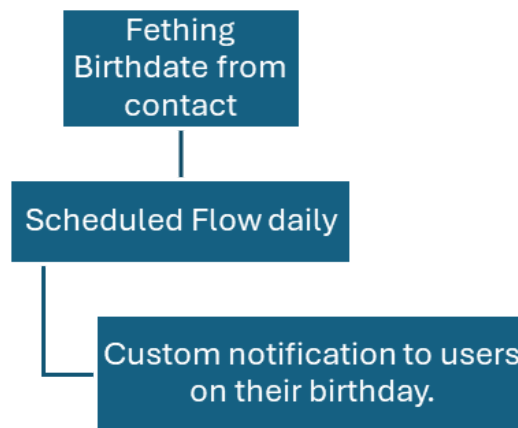 Fething
Birthdate from
contact
Scheduled Flow daily
Custom notification to users
on their birthday.